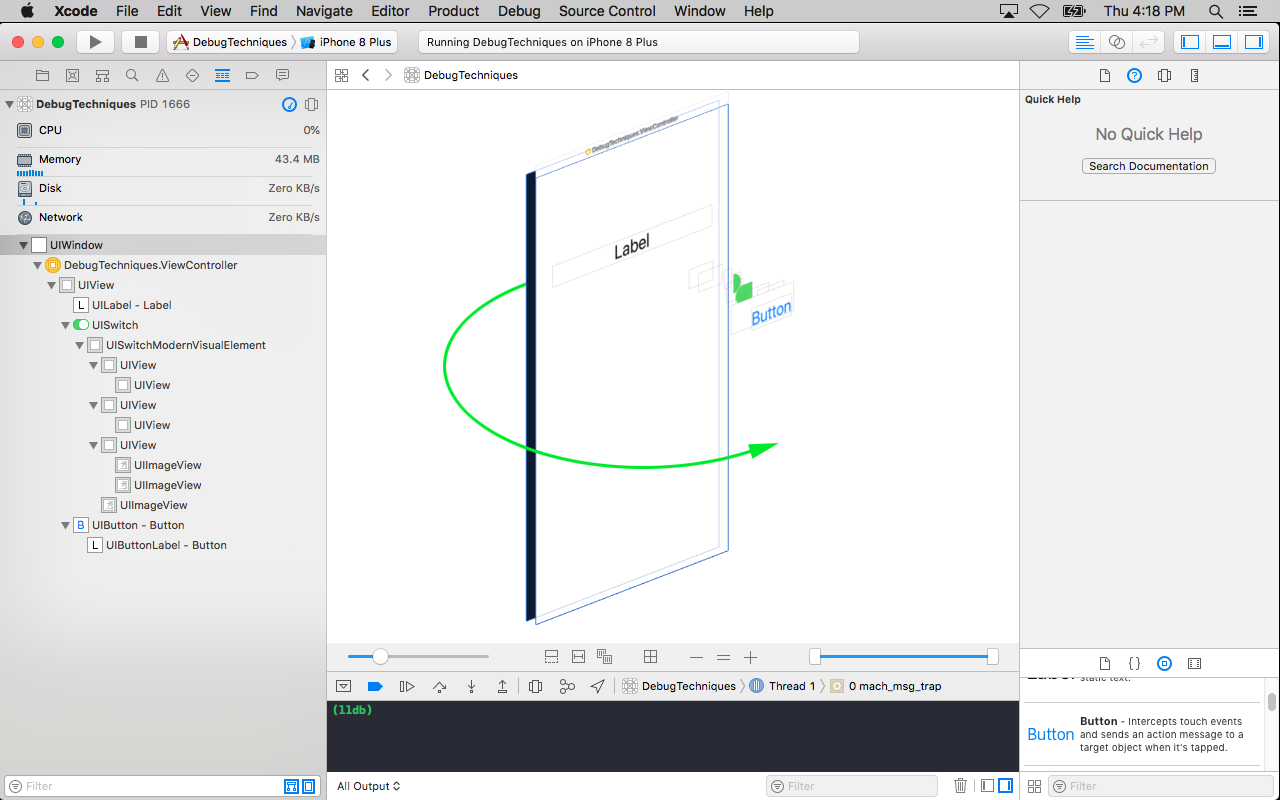 Xcode File Edit View Find Navigate Editor Product Debug Source Control Window Help Thu 4:18 PM
DebugTechniques iPhone 8 Plus Running DebugTechniques on iPhone 8 Plus
DebugTechniques
DebugTechniques PID 1666
CPU 0%
Memory 43.4 MB
Disk Zero KB/s
Network Zero KB/s
UIWindow
DebugTechniques.ViewController
UIView
UILabel - Label
UISwitch
UISwitchModernVisualElement
UIView
UIView
UIView
UIView
UIView
UIImageView
UIImageView
UIImageView
B UIButton - Button
L UIButtonLabel - Button
Filter
DebugTechniques.ViewController
Label
Button
DebugTechniques Thread 1 0 mach_msg_trap
(lldb)
All Output Filter
Quick Help
No Quick Help
Search Documentation
static text.
Button Button - Intercepts touch events
and sends an action message to a
target object when it's tapped.
Filter